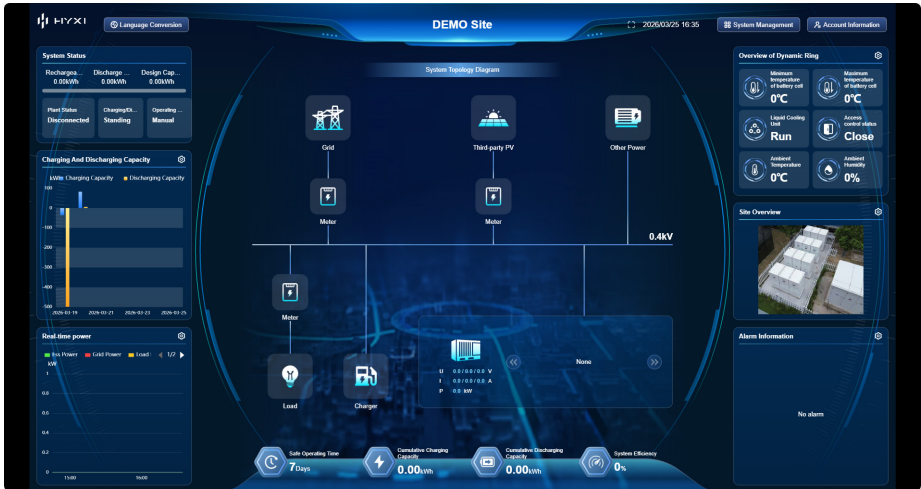 HYXI
Language Conversion
DEMO Site
2026/03/25 16:35
System Management
Account Information
System Status
Rechargea...
Discharge ...
Design Cap...
0.00kWh
0.00kWh
0.00kWh
Plant Status
Disconnected
Charging/Di...
Standing
Operating ...
Manual
Charging And Discharging Capacity
kWh
Charging Capacity
Discharging Capacity
100
0
-100
-200
-300
-400
-500
2026-03-19
2026-03-21
2026-03-23
2026-03-25
Real-time power
Ess Power
Grid Power
Load
1/2
kW
1
0.8
0.6
0.4
0.2
0
15:00
16:00
System Topology Diagram
Grid
Third-party PV
Other Power
Meter
Meter
0.4kV
Meter
Load
Charger
U 0.0/0.0/0.0 V
I 0.0/0.0/0.0 A
P 0.0 kW
None
Safe Operating Time
7Days
Cumulative Charging
Capacity
0.00kWh
Cumulative Discharging
Capacity
0.00kWh
System Efficiency
0%
Overview of Dynamic Ring
Minimum
temperature
of battery cell
0℃
Maximum
temperature
of battery cell
0℃
Liquid Cooling
Unit
Run
Access
control status
Close
Ambient
Temperature
0℃
Ambient
Humidity
0%
Site Overview
Alarm Information
No alarm